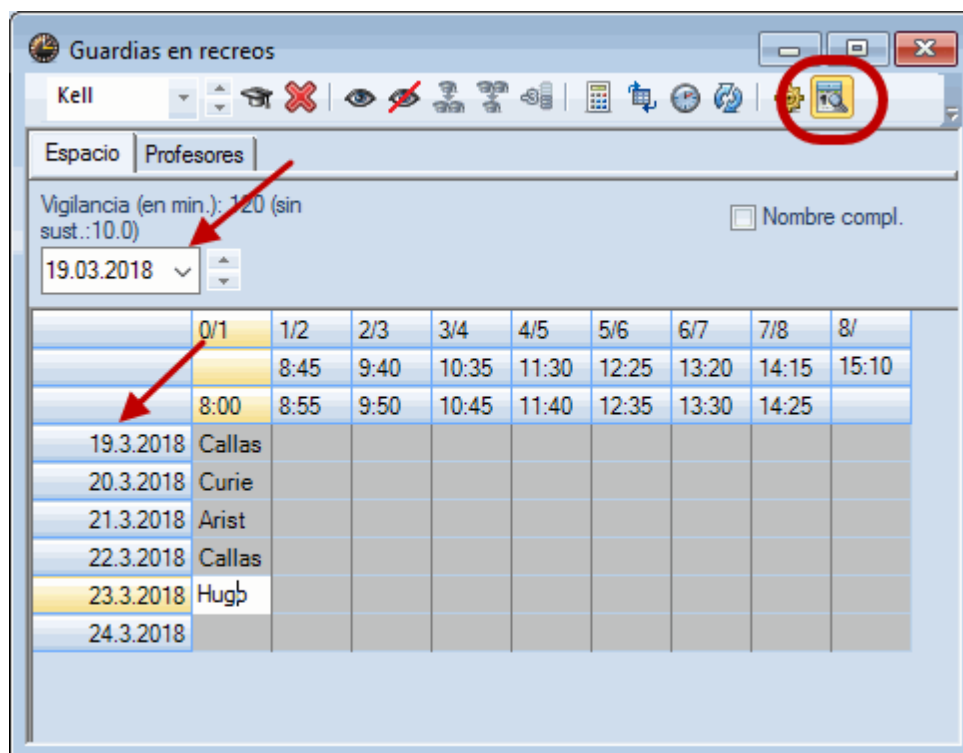 Guardias en recreos
Kell
Espacio Profesores
Vigilancia (en min.): 120 (sin
sust.:10.0)
Nombre compl.
19.03.2018
0/1 1/2 2/3 3/4 4/5 5/6 6/7 7/8 8/
8:45 9:40 10:35 11:30 12:25 13:20 14:15 15:10
8:00 8:55 9:50 10:45 11:40 12:35 13:30 14:25
19.3.2018 Callas
20.3.2018 Curie
21.3.2018 Arist
22.3.2018 Callas
23.3.2018 Hugo
24.3.2018